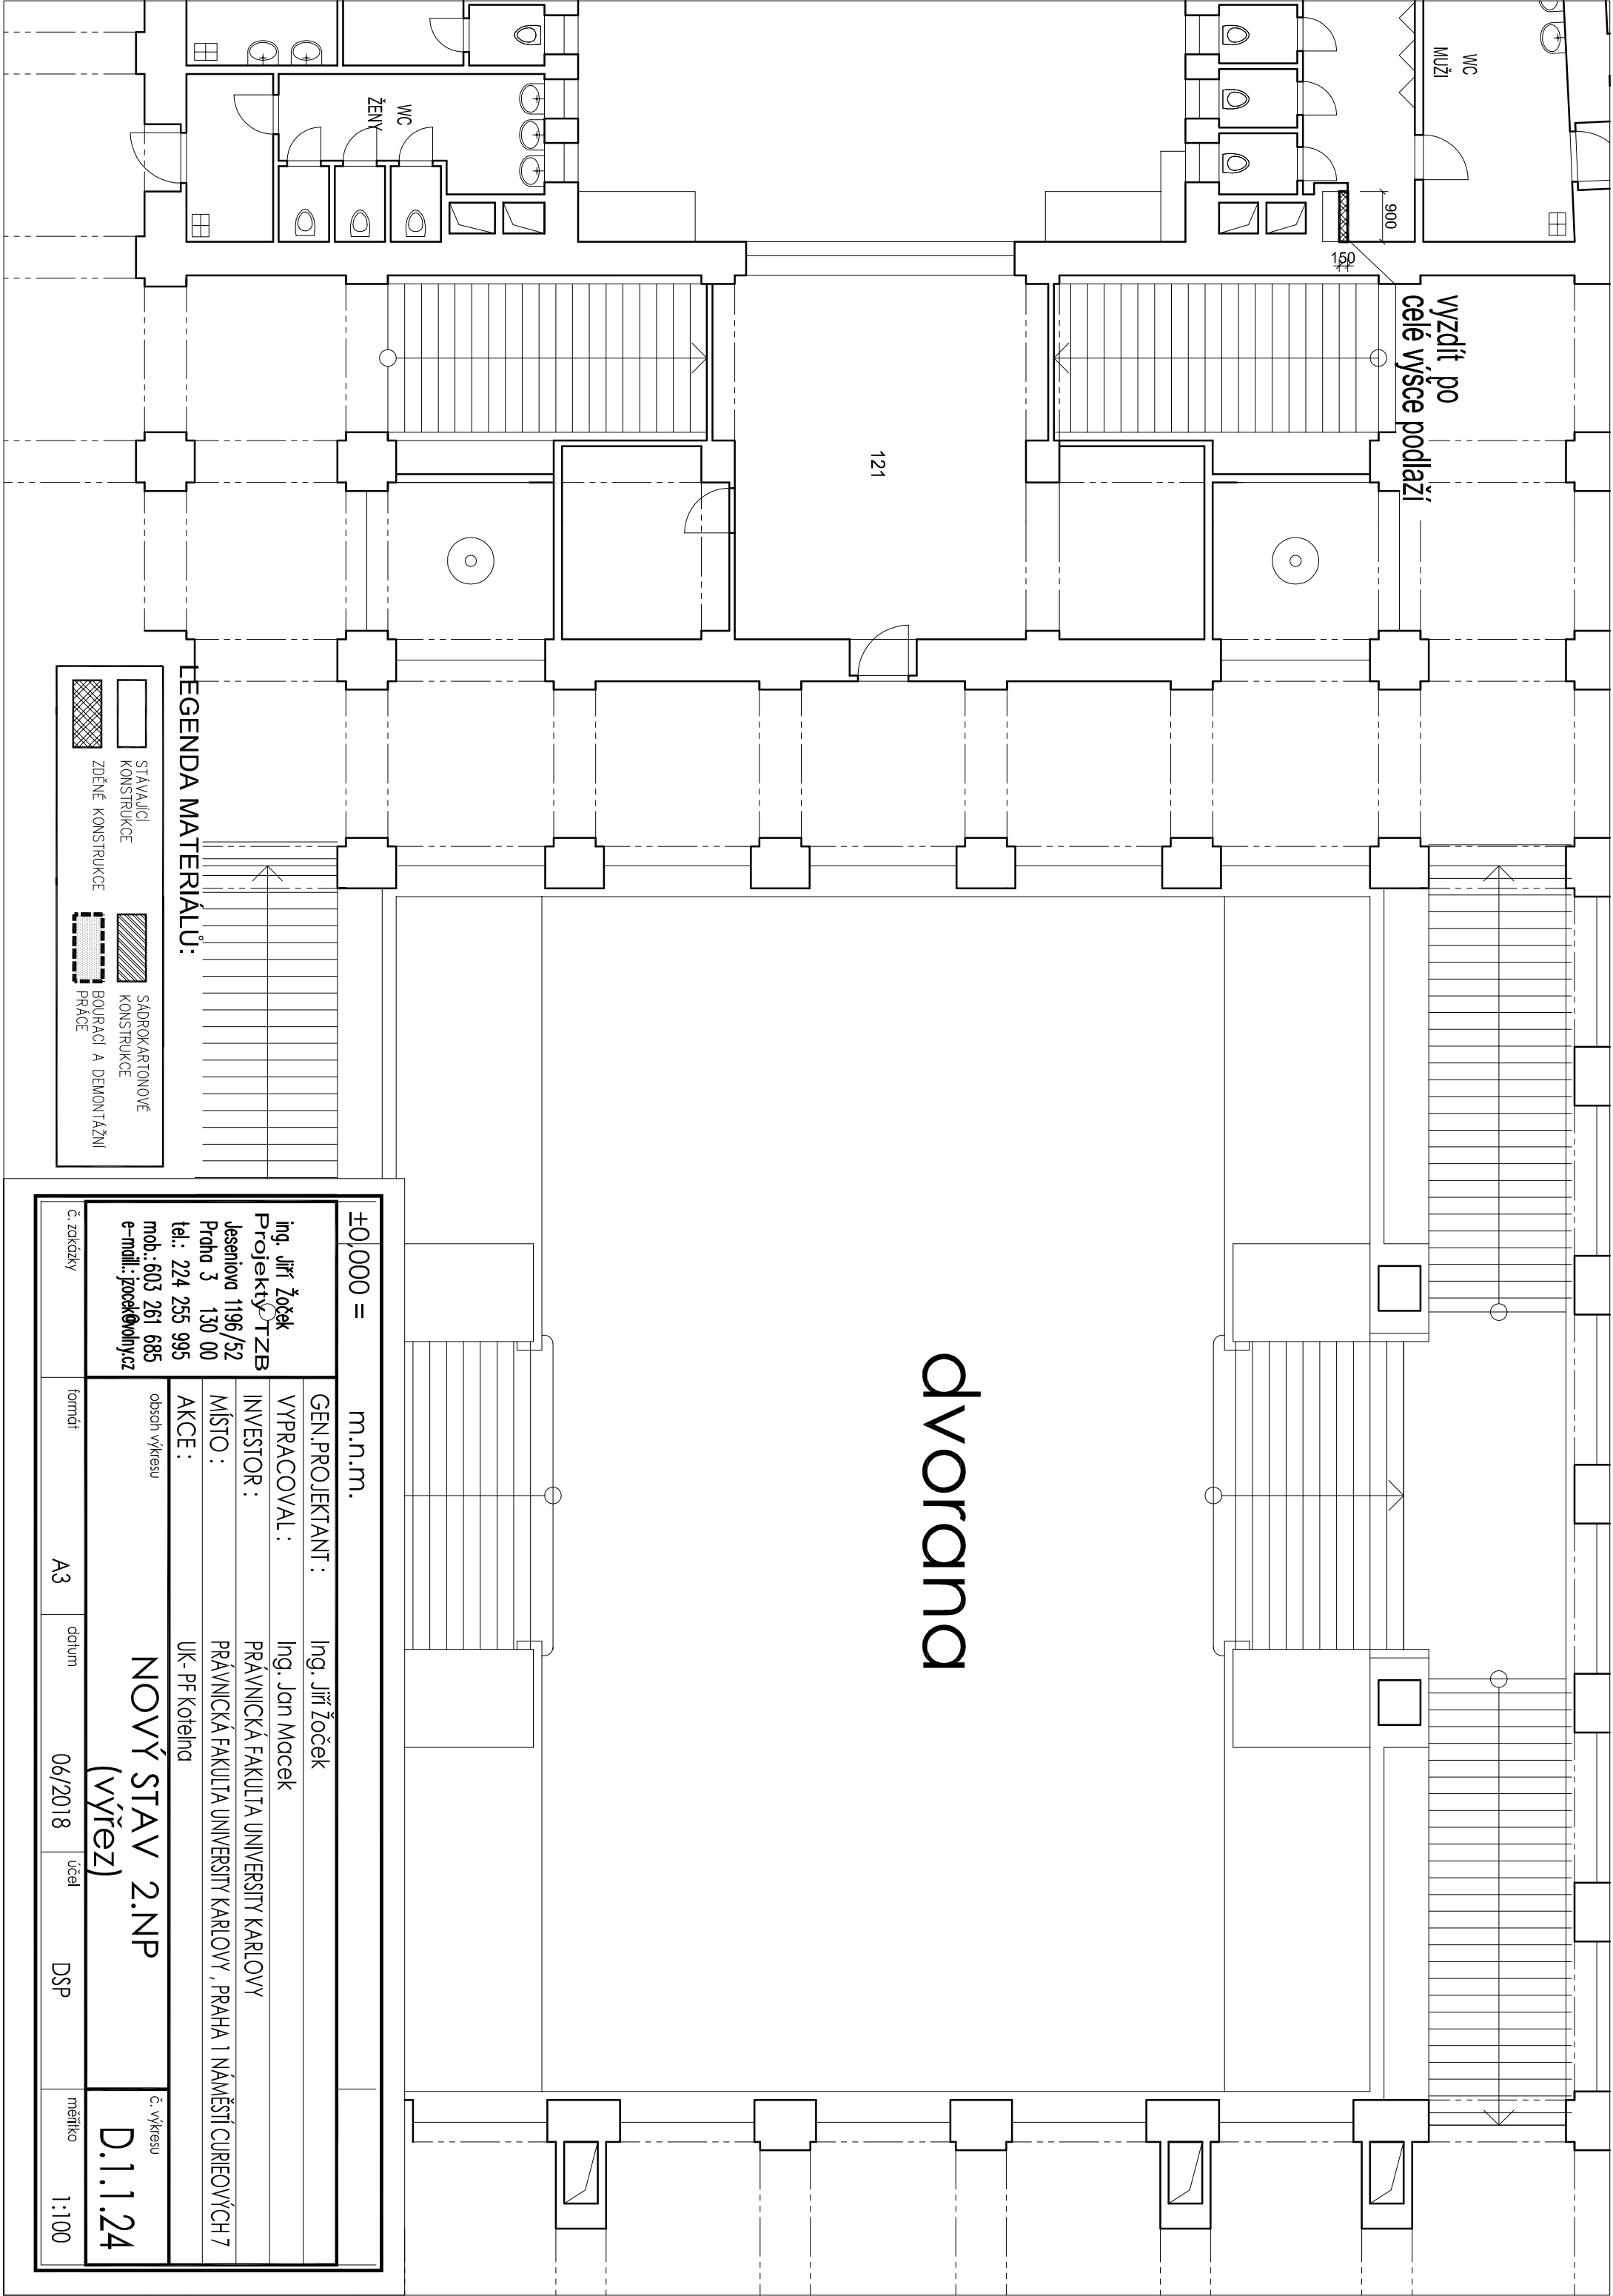 WC
MUŽI
WC
ŽENY
900
150
vyzdít po
celé výšce podlaží
121
dvorana
LEGENDA MATERIÁLŮ:
STÁVAJÍCÍ
KONSTRUKCE
ZDĚNÉ KONSTRUKCE
SÁDROKARTONOVÉ
KONSTRUKCE
BOURACÍ A DEMONTÁŽNÍ
PRÁCE
±0,000 = m.n.m.
ing. Jiří Žoček
Projekty TZB
Jeseniova 1196/52
Praha 3 130 00
tel.: 224 255 995
mob.:603 261 685
e-mail.: jzocek@volny.cz
GEN.PROJEKTANT : Ing. Jiří Žoček
VYPRACOVAL : Ing. Jan Macek
INVESTOR : PRÁVNICKÁ FAKULTA UNIVERSITY KARLOVY
MÍSTO : PRÁVNICKÁ FAKULTA UNIVERSITY KARLOVY , PRAHA 1 NÁMĚSTÍ CURIEOVÝCH 7
AKCE : UK- PF Kotelna
obsah výkresu
NOVÝ STAV 2.NP
(výřez)
č. výkresu
D.1.1.24
č. zakázky
formát A3
datum 06/2018
účel DSP
měřítko 1:100